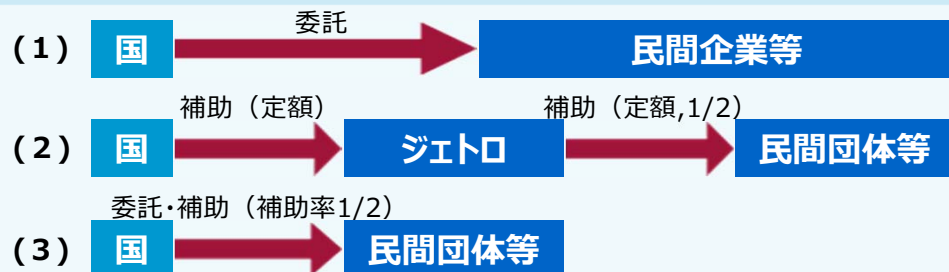 委託
(1) 国 民間企業等
補助（定額） 補助（定額,1/2）
(2) 国 ジェトロ 民間団体等
委託・補助（補助率1/2）
(3) 国 民間団体等